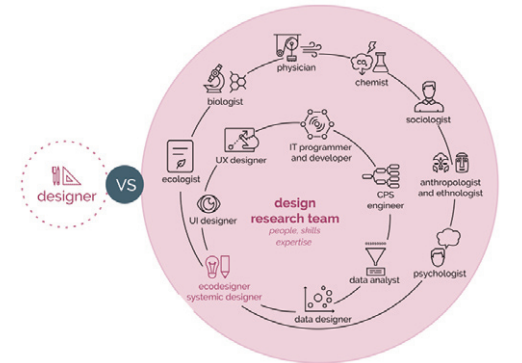 designer
VS
physician
chemist
biologist
sociologist
IT programmer
and developer
UX designer
ecologist
CPS
engineer
anthropologist
and ethnologist
design
research team
people, skills
expertise
UI designer
psychologist
data analyst
ecodesigner
systemic designer
data designer